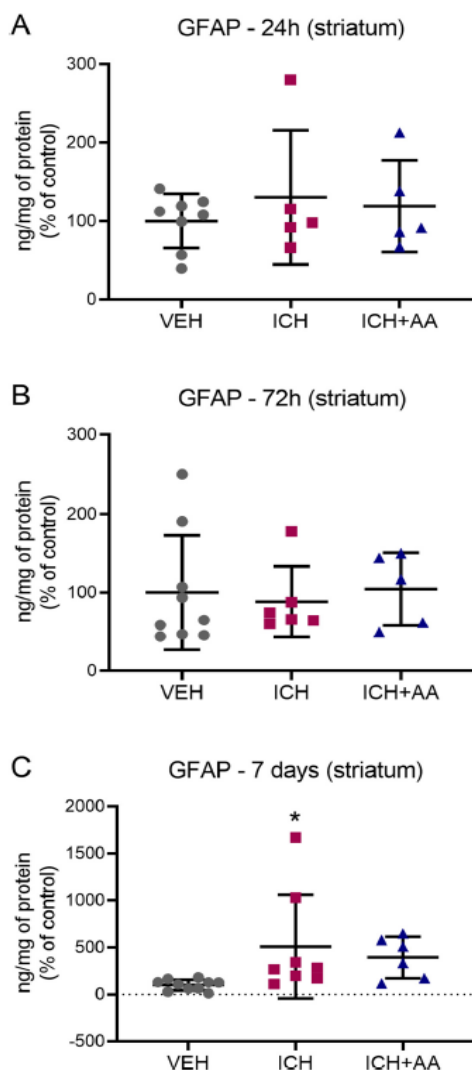 A
GFAP - 24h (striatum)
ng/mg of protein
(% of control)
300
200
100
0
VEH ICH ICH+AA
B
GFAP - 72h (striatum)
ng/mg of protein
(% of control)
300
200
100
0
VEH ICH ICH+AA
C
GFAP - 7 days (striatum)
ng/mg of protein
(% of control)
2000
1500
1000
500
0
-500
*
VEH ICH ICH+AA